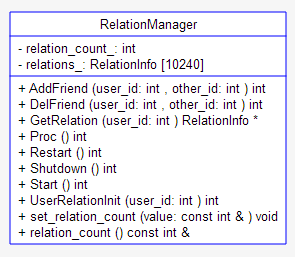 RelationManager
- relation_count_: int
- relations_: RelationInfo [10240]
+ AddFriend (user_id: int , other_id: int ) int
+ DelFriend (user_id: int , other_id: int ) int
+ GetRelation (user_id: int ) RelationInfo *
+ Proc () int
+ Restart () int
+ Shutdown () int
+ Start () int
+ UserRelationInit (user_id: int ) int
+ set_relation_count (value: const int & ) void
+ relation_count () const int &